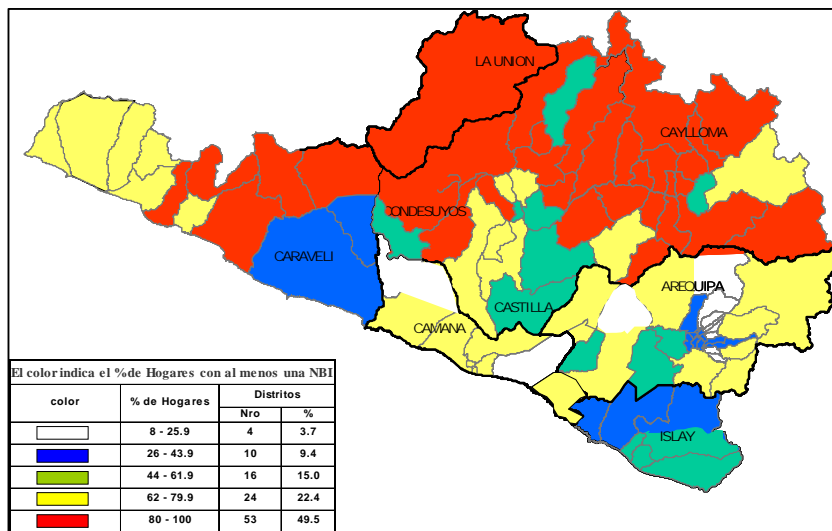 LA UNION
CAYLLOMA
ONDESUYOS
CARAVELI
AREQUIPA
CASTILLA
CAMANA
ISLAY
El color indica el % de Hogares con al menos una NBI
color % de Hogares Distritos
Nro %
8 - 25.9 4 3.7
26 - 43.9 10 9.4
44 - 61.9 16 15.0
62 - 79.9 24 22.4
80 - 100 53 49.5